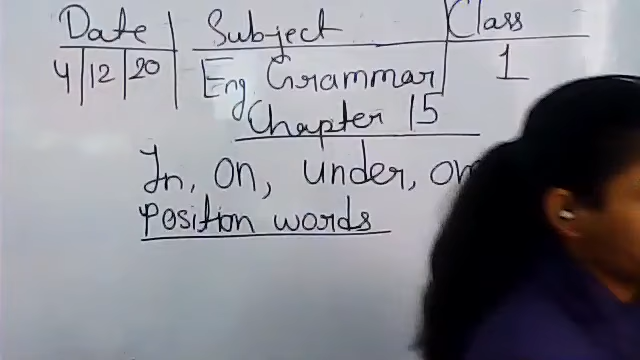 Date Subject Class
4 12 20 Eng Grammar 1
Chapter 15
In, on, under,
Position words